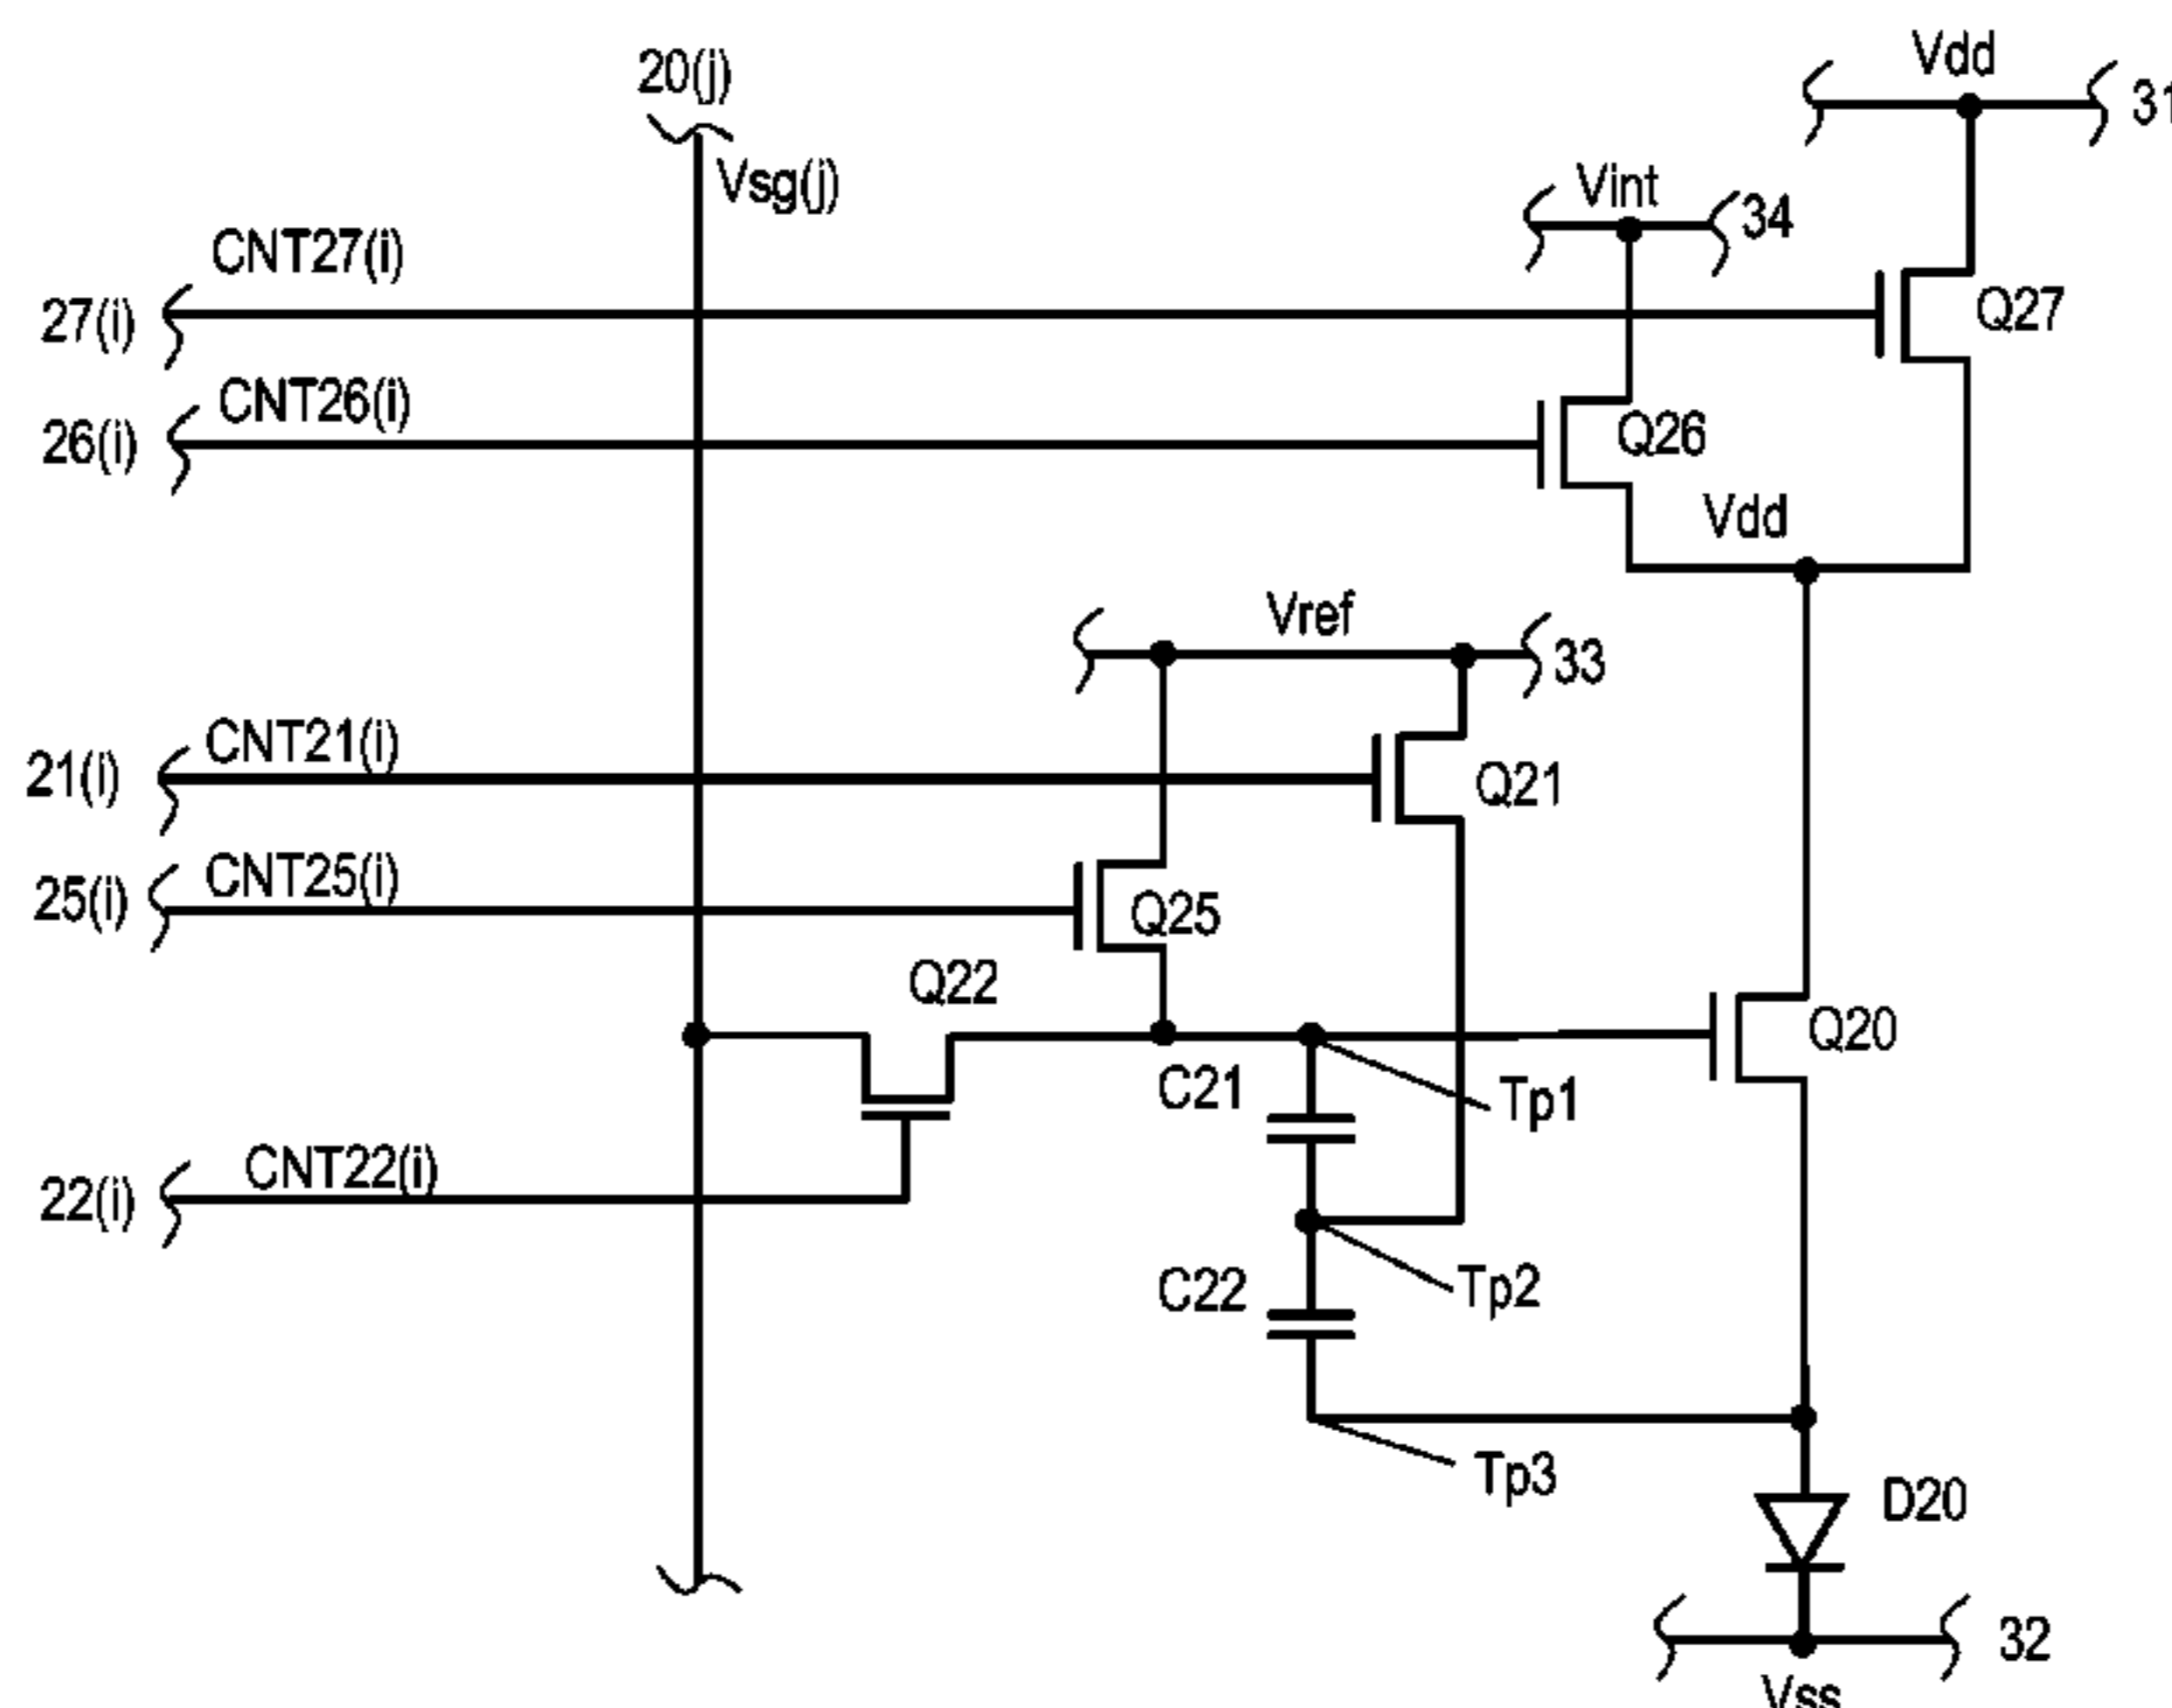 20(j)
Vdd
31
Vsg(j)
Vint
34
CNT27(i)
27(i)
Q27
CNT26(i)
26(i)
Q26
Vdd
Vref
33
CNT21(i)
21(i)
Q21
CNT25(i)
25(i)
Q25
Q22
Q20
C21
Tp1
CNT22(i)
22(i)
C22
Tp2
Tp3
D20
32
Vss